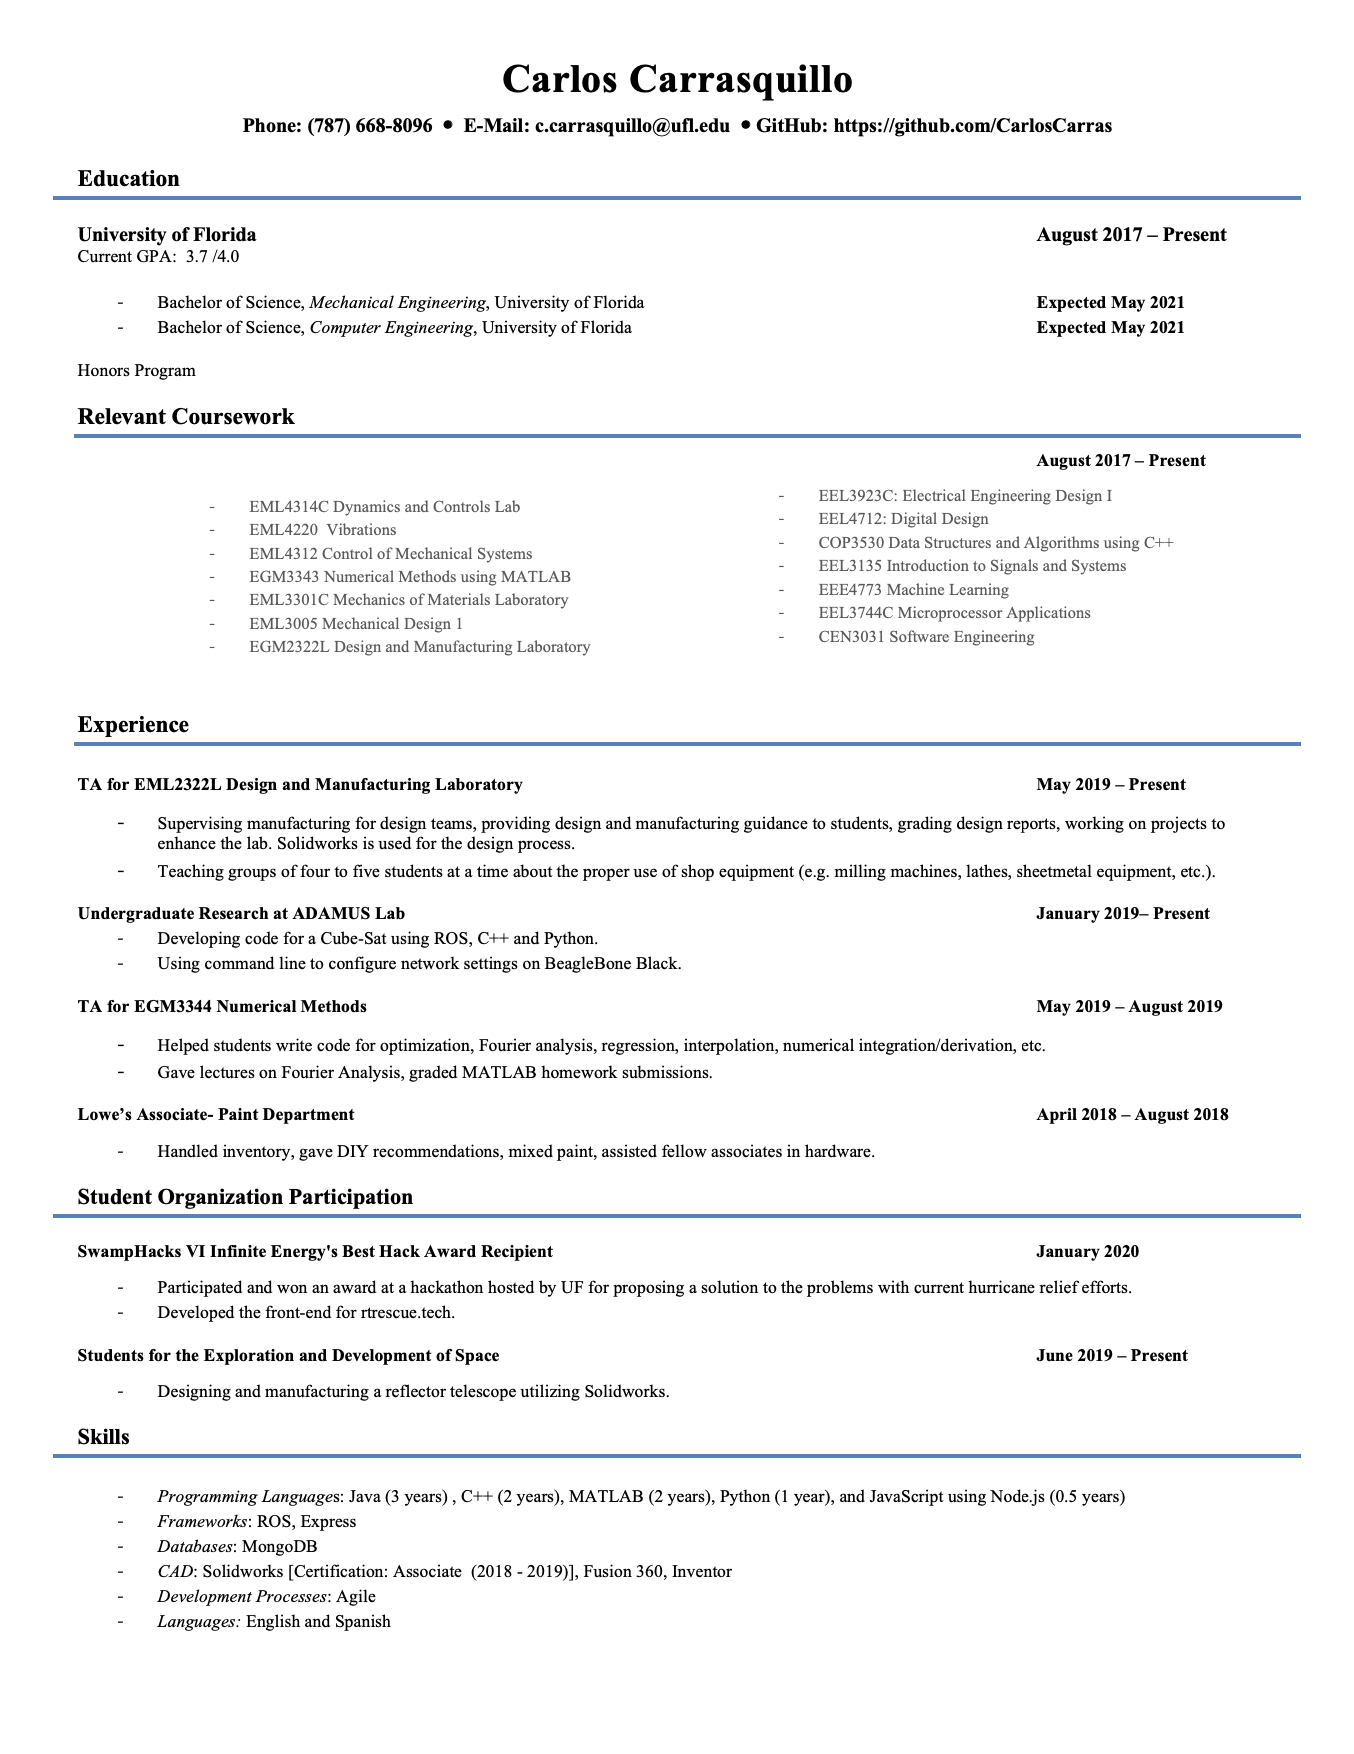 Carlos Carrasquillo
Phone: (787) 668-8096 • E-Mail: c.carrasquillo@ufl.edu • GitHub: https://github.com/CarlosCarras
Education
University of Florida August 2017 – Present
Current GPA: 3.7 /4.0
- Bachelor of Science, Mechanical Engineering, University of Florida Expected May 2021
- Bachelor of Science, Computer Engineering, University of Florida Expected May 2021
Honors Program
Relevant Coursework
August 2017 – Present
- EML4314C Dynamics and Controls Lab
- EML4220 Vibrations
- EML4312 Control of Mechanical Systems
- EGM3343 Numerical Methods using MATLAB
- EML3301C Mechanics of Materials Laboratory
- EML3005 Mechanical Design 1
- EGM2322L Design and Manufacturing Laboratory
- EEL3923C: Electrical Engineering Design I
- EEL4712: Digital Design
- COP3530 Data Structures and Algorithms using C++
- EEL3135 Introduction to Signals and Systems
- EEE4773 Machine Learning
- EEL3744C Microprocessor Applications
- CEN3031 Software Engineering
Experience
TA for EML2322L Design and Manufacturing Laboratory May 2019 – Present
- Supervising manufacturing for design teams, providing design and manufacturing guidance to students, grading design reports, working on projects to
enhance the lab. Solidworks is used for the design process.
- Teaching groups of four to five students at a time about the proper use of shop equipment (e.g. milling machines, lathes, sheetmetal equipment, etc.).
Undergraduate Research at ADAMUS Lab January 2019– Present
- Developing code for a Cube-Sat using ROS, C++ and Python.
- Using command line to configure network settings on BeagleBone Black.
TA for EGM3344 Numerical Methods May 2019 – August 2019
- Helped students write code for optimization, Fourier analysis, regression, interpolation, numerical integration/derivation, etc.
- Gave lectures on Fourier Analysis, graded MATLAB homework submissions.
Lowe’s Associate- Paint Department April 2018 – August 2018
- Handled inventory, gave DIY recommendations, mixed paint, assisted fellow associates in hardware.
Student Organization Participation
SwampHacks VI Infinite Energy's Best Hack Award Recipient January 2020
- Participated and won an award at a hackathon hosted by UF for proposing a solution to the problems with current hurricane relief efforts.
- Developed the front-end for rtrescue.tech.
Students for the Exploration and Development of Space June 2019 – Present
- Designing and manufacturing a reflector telescope utilizing Solidworks.
Skills
- Programming Languages: Java (3 years) , C++ (2 years), MATLAB (2 years), Python (1 year), and JavaScript using Node.js (0.5 years)
- Frameworks: ROS, Express
- Databases: MongoDB
- CAD: Solidworks [Certification: Associate (2018 - 2019)], Fusion 360, Inventor
- Development Processes: Agile
- Languages: English and Spanish